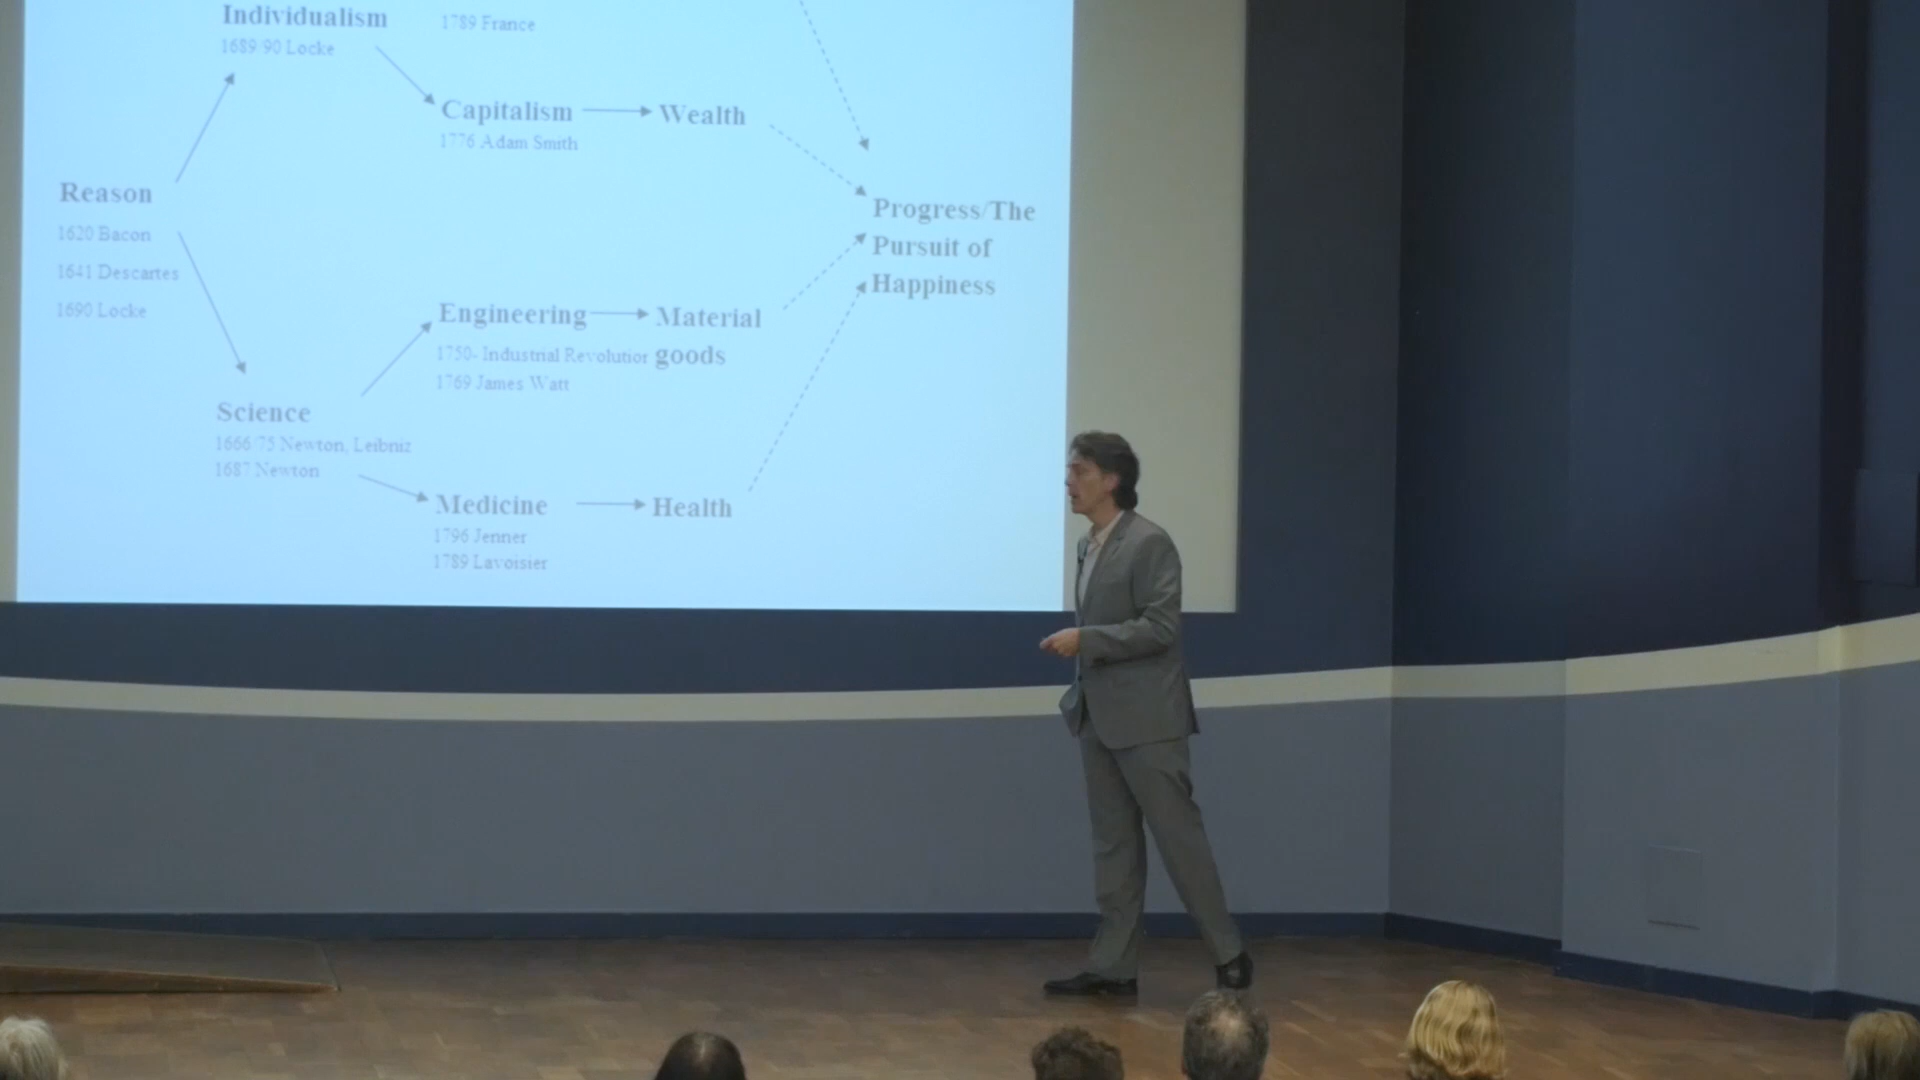 Individualism
1689/90 Locke
1789 France
Capitalism
Wealth
1776 Adam Smith
Reason
1620 Bacon
1641 Descartes
1690 Locke
Progress/The
Pursuit of
Happiness
Engineering
Material
goods
1750- Industrial Revolution
1769 James Watt
Science
1666/75 Newton, Leibniz
1687 Newton
Medicine
Health
1796 Jenner
1789 Lavoisier